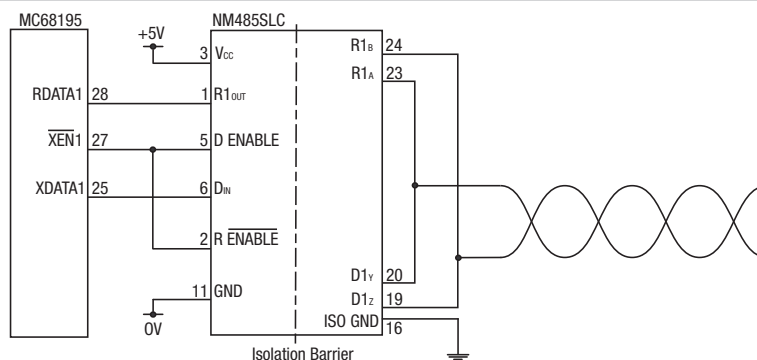 MC68195
NM485SLC
+5V
3 Vcc
R1B 24
R1A 23
RDATA1 28
1 R1OUT
XEN1 27
5 D ENABLE
XDATA1 25
6 DIN
2 R ENABLE
D1Y 20
11 GND
D1Z 19
0V
ISO GND 16
Isolation Barrier